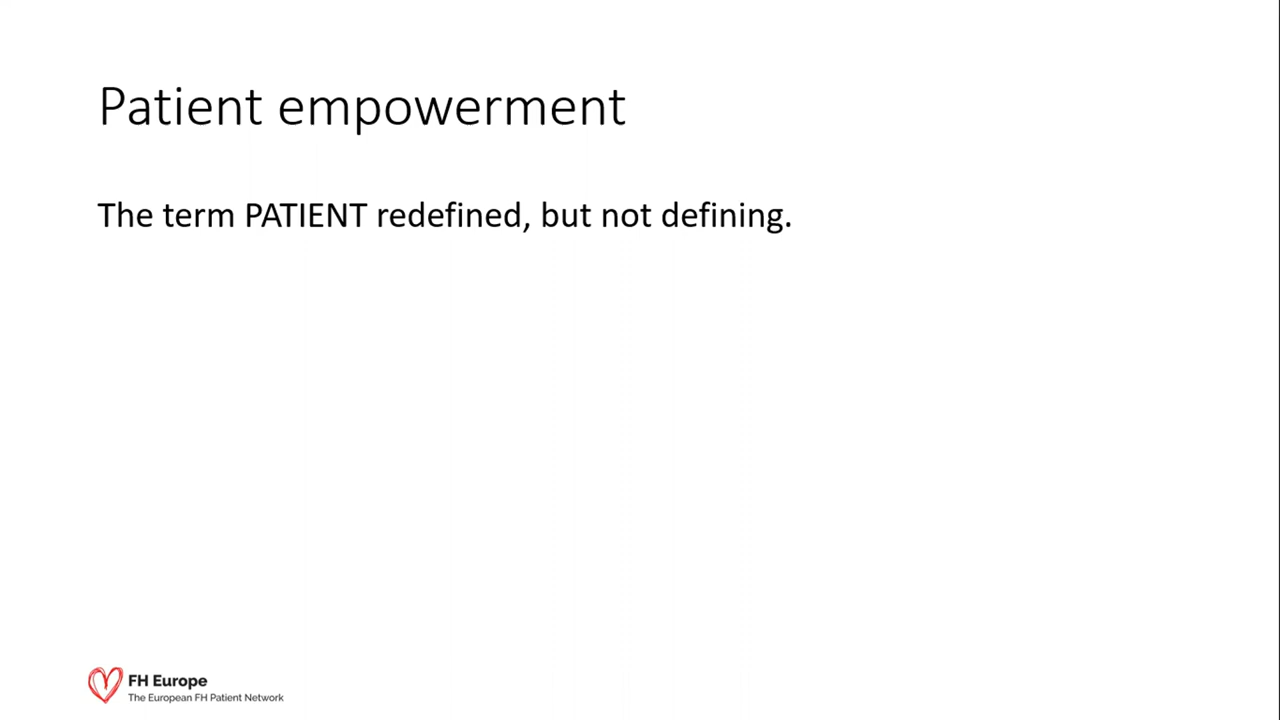 Patient empowerment
The term PATIENT redefined, but not defining.
FH Europe
The European FH Patient Network